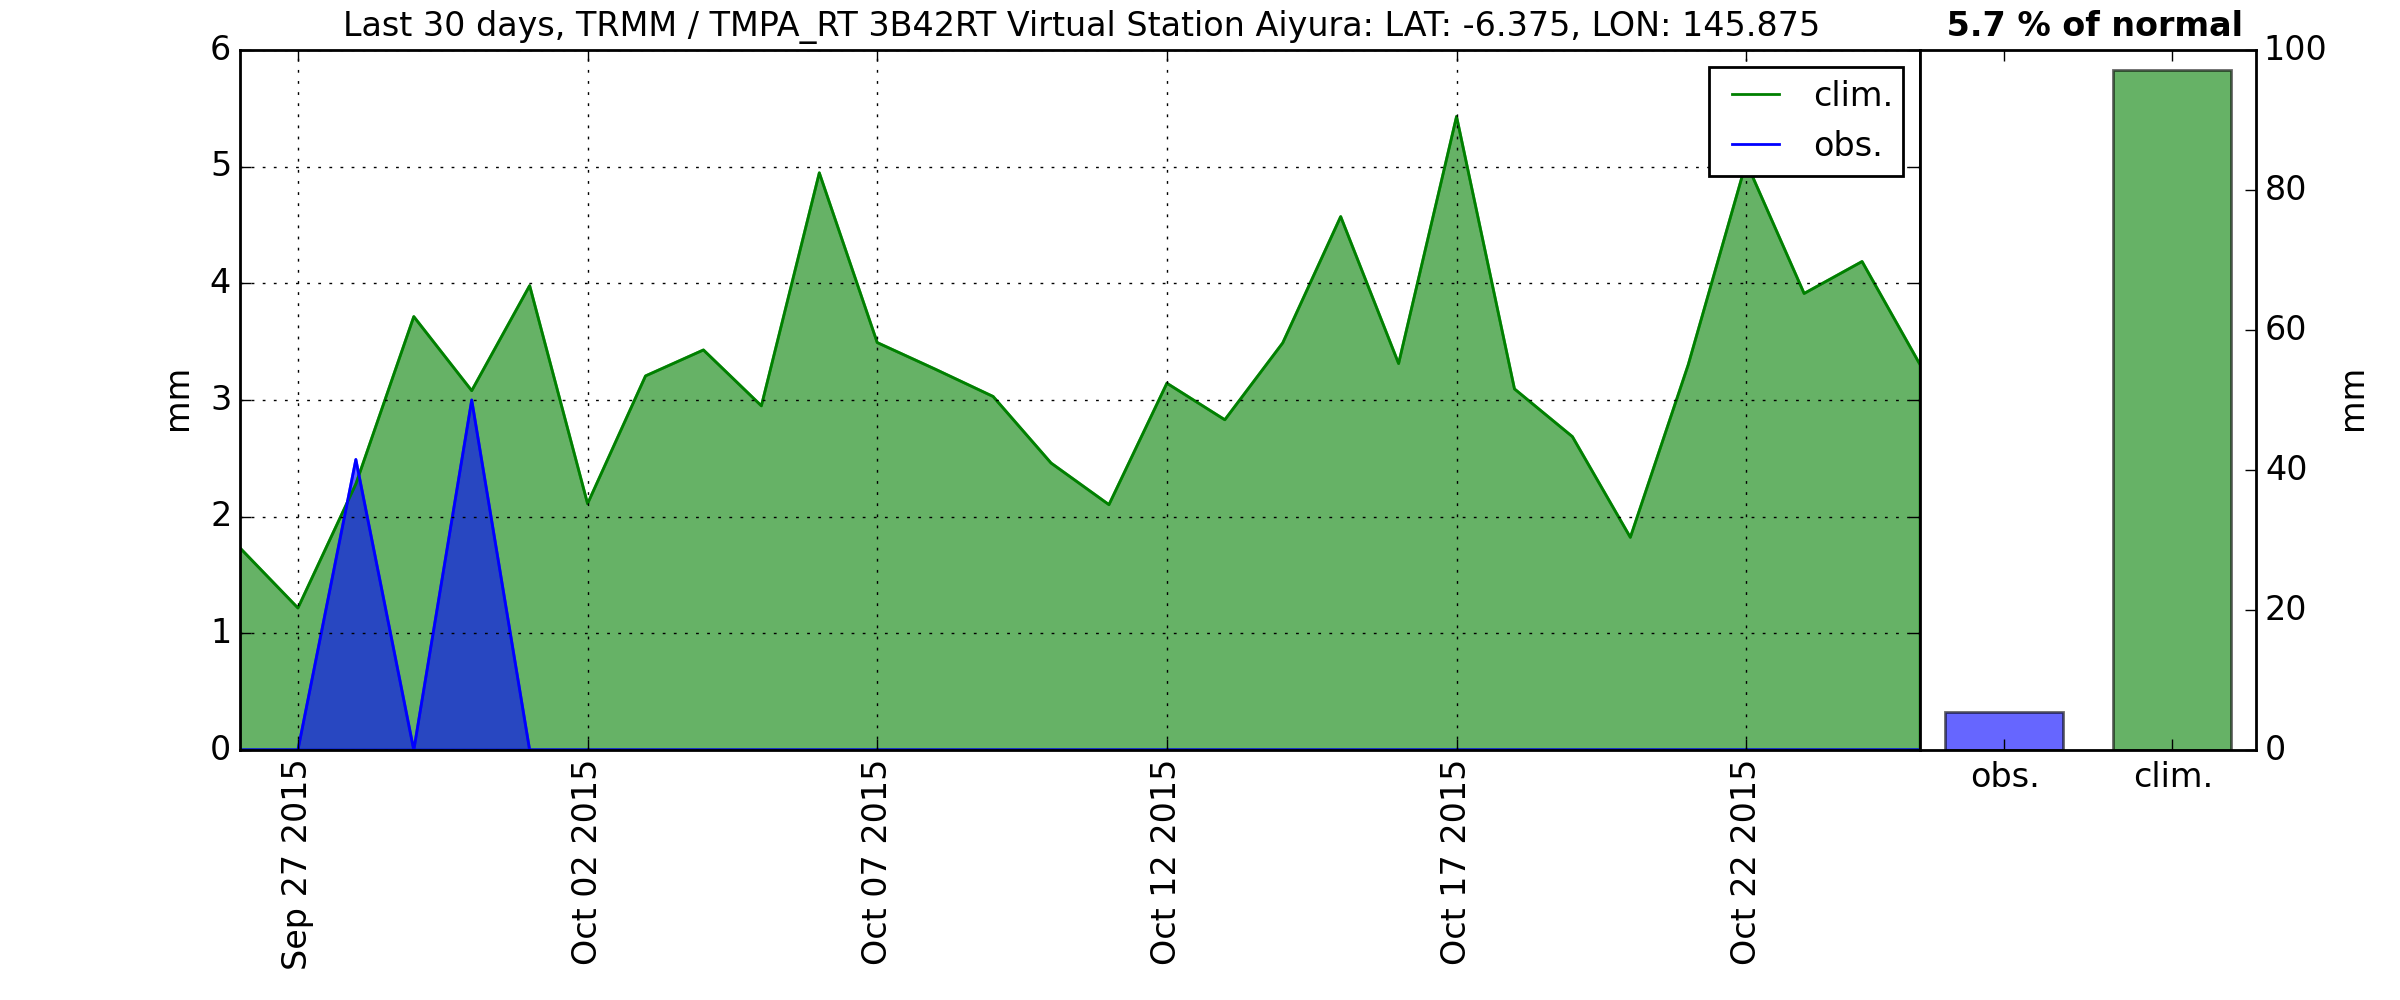 Last 30 days, TRMM / TMPA_RT 3B42RT Virtual Station Aiyura: LAT: -6.375, LON: 145.875
5.7 % of normal
clim.
obs.
6
5
4
3
2
1
0
mm
Sep 27 2015
Oct 02 2015
Oct 07 2015
Oct 12 2015
Oct 17 2015
Oct 22 2015
obs.
clim.
100
80
60
40
20
0
mm